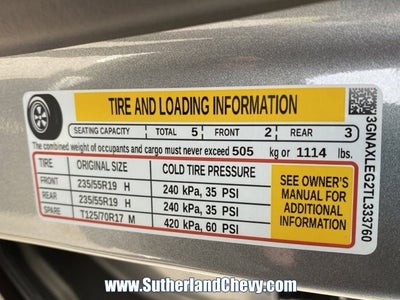 www.SutherlandChevy.com
TIRE AND LOADING INFORMATION
SEATING CAPACITY TOTAL 5 FRONT 2 REAR 3
The combined weight of occupants and cargo must never exceed 505 kg or 1114 lbs.
TIRE ORIGINAL SIZE COLD TIRE PRESSURE
FRONT 235/55R19 H 240 kPa, 35 PSI
REAR 235/55R19 H 240 kPa, 35 PSI
SPARE T125/70R17 M 420 kPa, 60 PSI
SEE OWNER'S
MANUAL FOR
ADDITIONAL
INFORMATION
3GNAXLEG2TL333760
www.SutherlandChevy.com